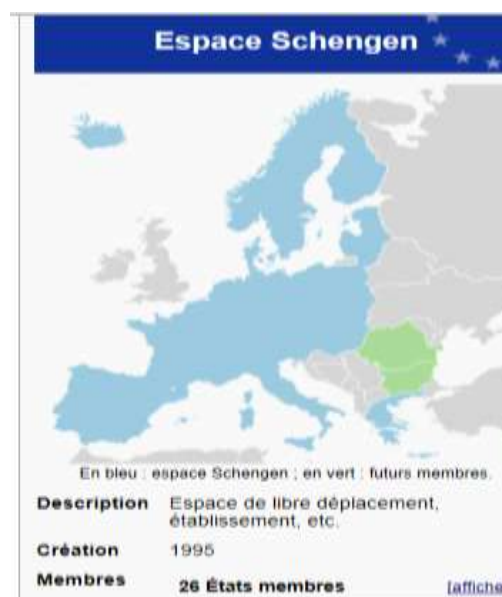 Espace Schengen
En bleu : espace Schengen ; en vert : futurs membres.
Description Espace de libre déplacement,
établissement, etc.
Création 1995
Membres 26 États membres [affiche